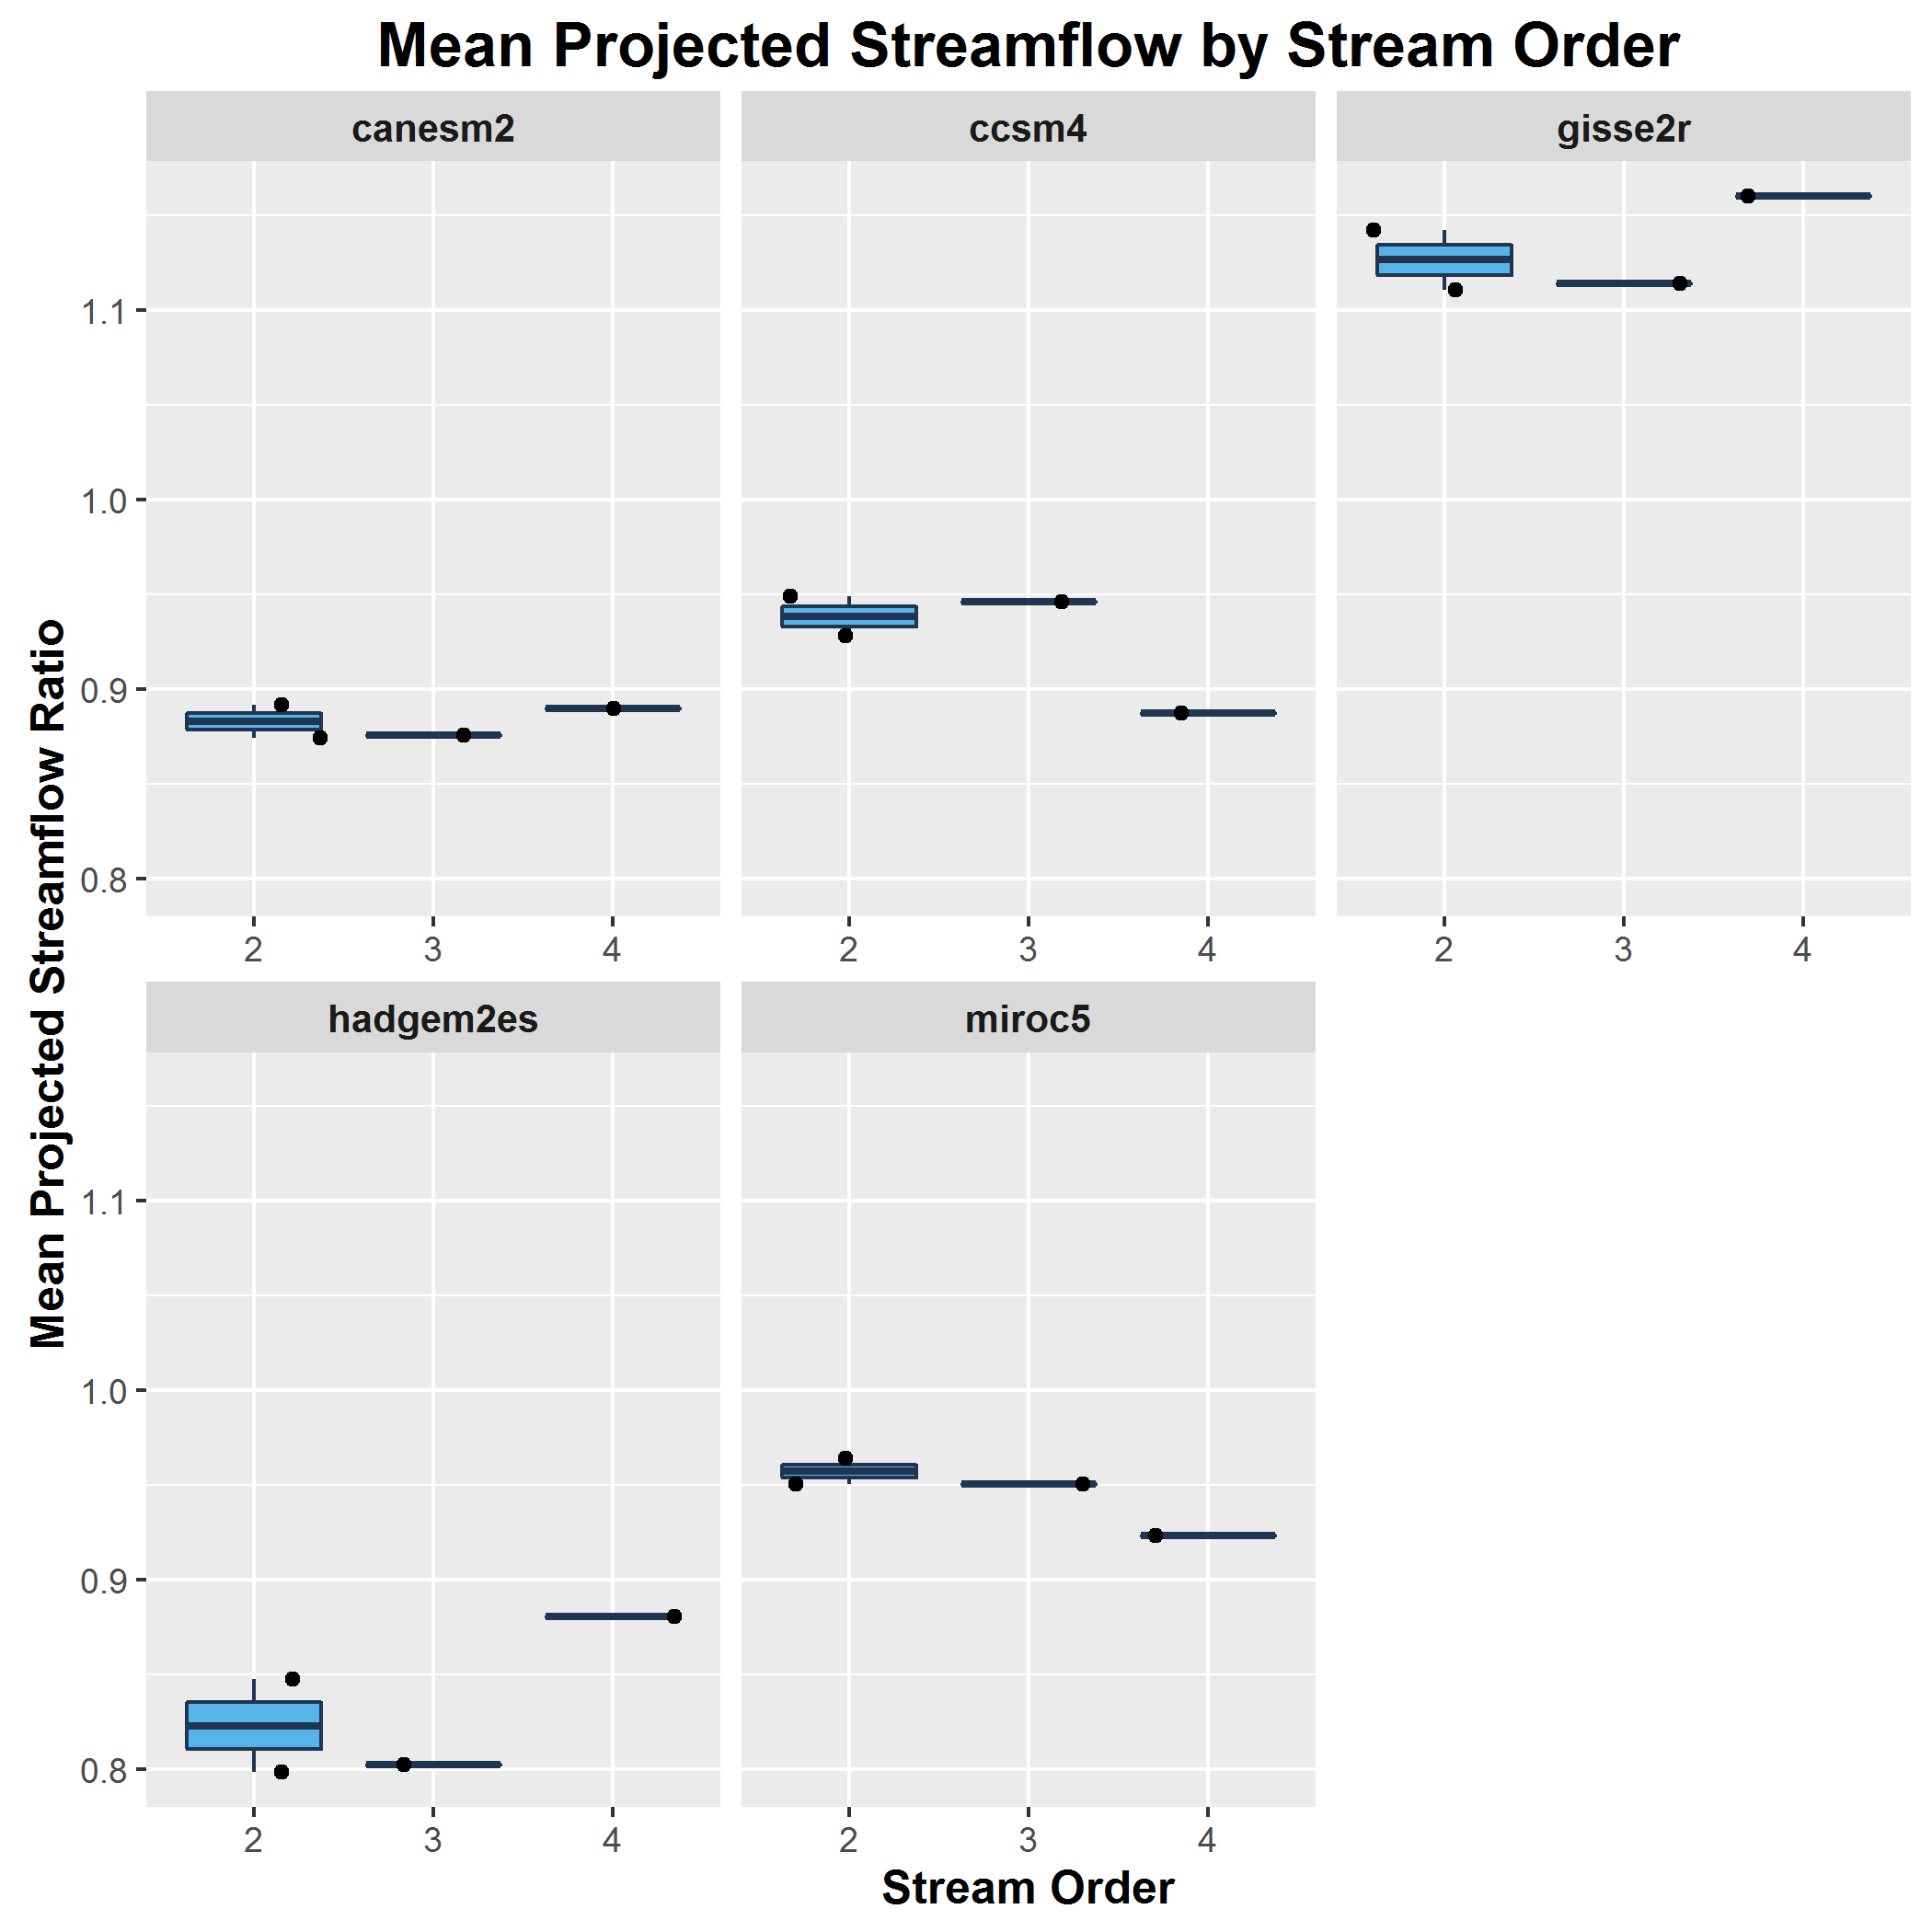 Mean Projected Streamflow by Stream Order
canesm2
ccsm4
gisse2r
Mean Projected Streamflow Ratio
1.1
1.0
0.9
0.8
2 3 4
2 3 4
2 3 4
hadgem2es
miroc5
1.1
1.0
0.9
0.8
2 3 4
2 3 4
Stream Order